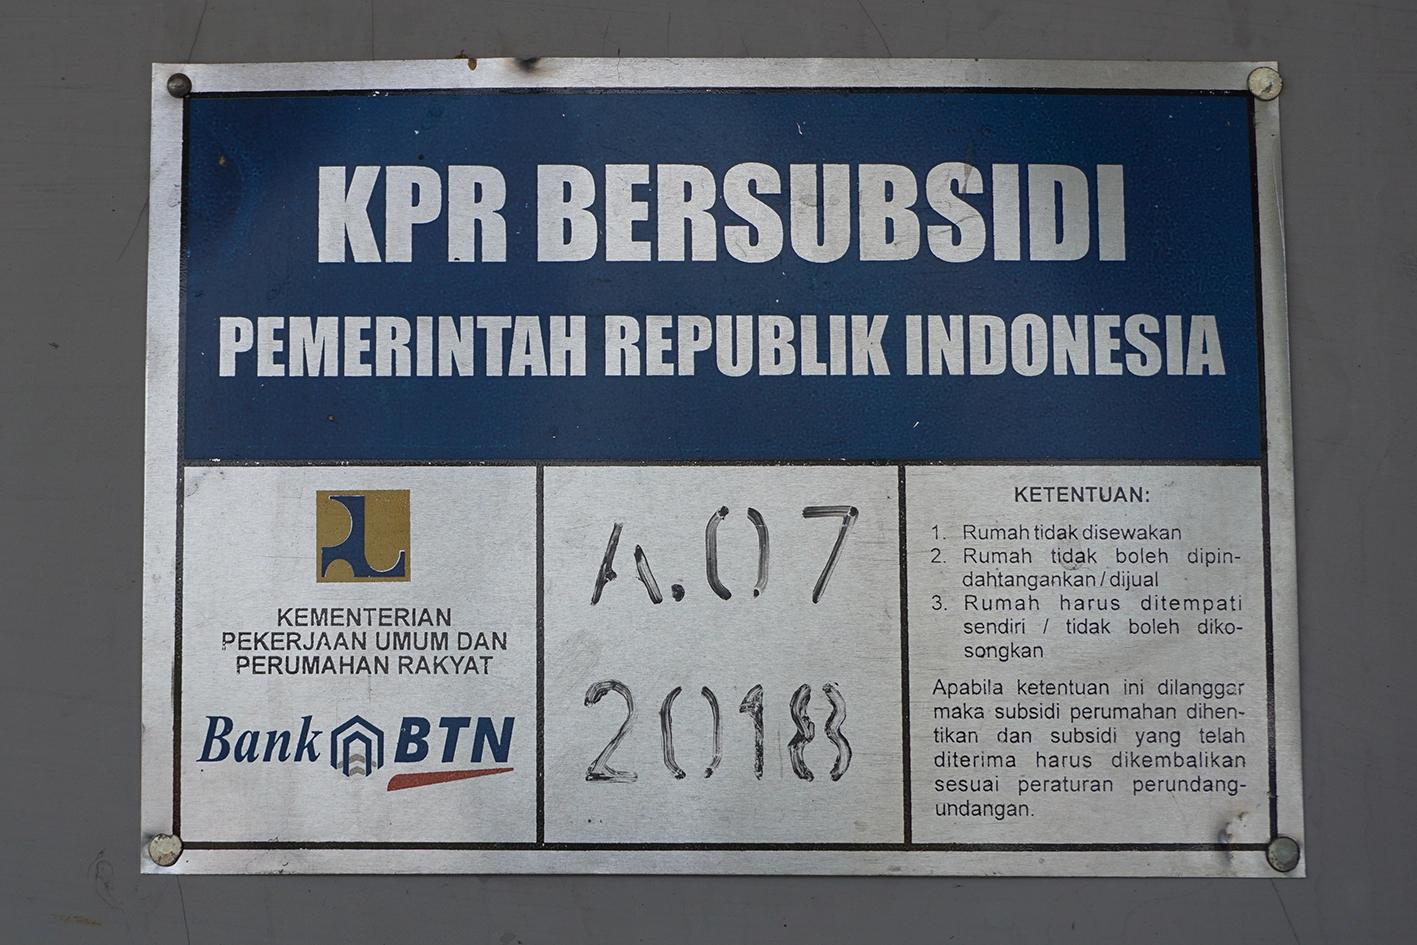 KPR BERSUBSIDI
PEMERINTAH REPUBLIK INDONESIA
KEMENTERIAN
PEKERJAAN UMUM DAN
PERUMAHAN RAKYAT
Bank BTN
A.07
2018
KETENTUAN:
1. Rumah tidak disewakan
2. Rumah tidak boleh dipin-
dahtangankan / dijual
3. Rumah harus ditempati
sendiri / tidak boleh diko-
songkan
Apabila ketentuan ini dilanggar
maka subsidi perumahan dihen-
tikan dan subsidi yang telah
diterima harus dikembalikan
sesuai peraturan perundang-
undangan.